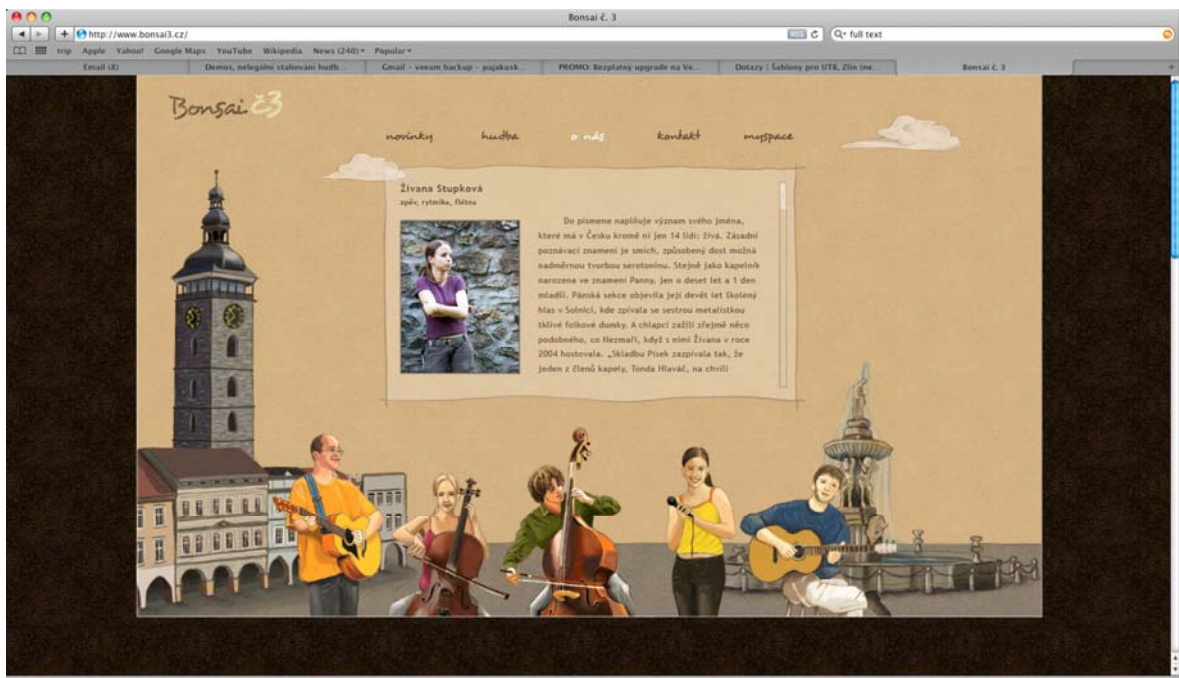 Bonsai č. 3
http://www.bonsai3.cz/
RSS
full text
trip Apple Yahoo! Google Maps YouTube Wikipedia News (240) Popular
Email (8) Demos, nelegální stahování hudb... Gmail - veeam backup - pajakusk... PROMO: Bezplatný upgrade na Ve... Dotazy | Šablony pro UTB, Zlín (ne... Bonsai č. 3
Bonsai č3
novinky hudba o nás kontakt myspace
Živana Stupková
zpěv, rytmika, flétna
Do písmene naplňuje význam svého jména,
které má v Česku kromě ní jen 14 lidí: živá. Zásadní
poznávací znamení je smích, způsobený dost možná
nadměrnou tvorbou serotoninu. Stejně jako kapelník
narozena ve znamení Panny, jen o deset let a 1 den
mladší. Pánská sekce objevila její devět let školený
hlas v Solnici, kde zpívala se sestrou metalistkou
tklivé folkové dumky. A chlapci zažili zřejmě něco
podobného, co Nezmaři, když s nimi Živana v roce
2004 hostovala. „Skladbu Písek zazpívala tak, že
jeden z členů kapely, Tonda Hlaváč, na chvíli